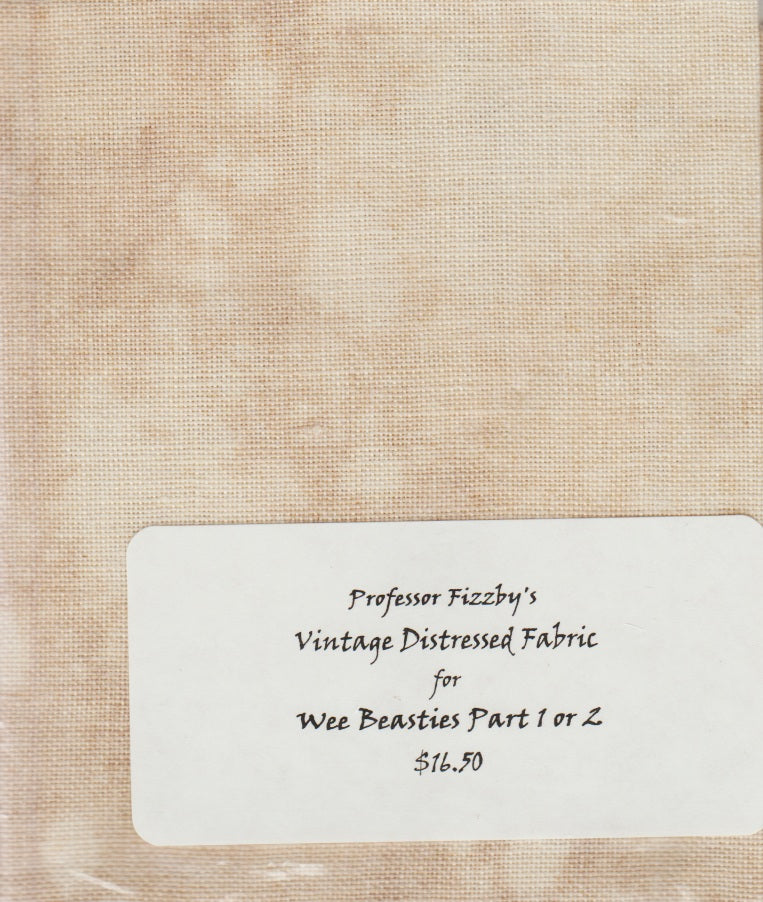 Professor Fizzby's
Vintage Distressed Fabric
for
Wee Beasties Part 1 or 2
$16.50